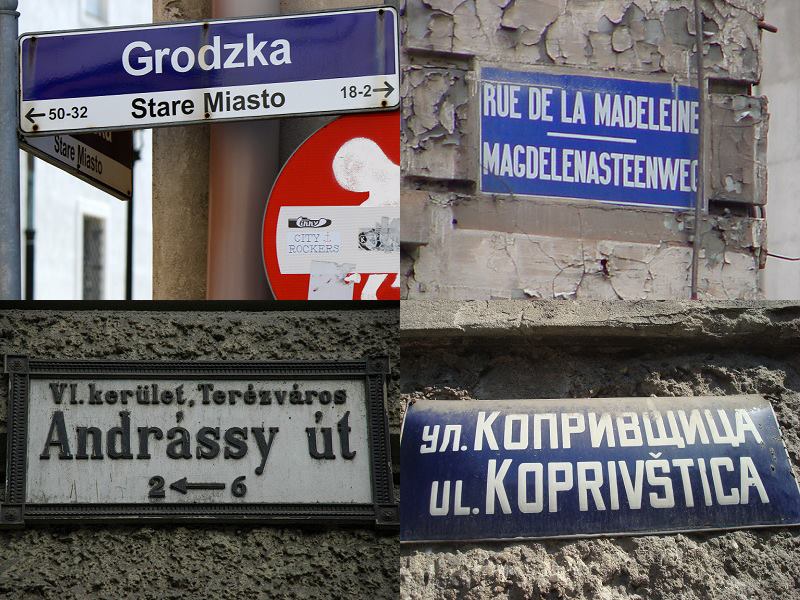 Grodzka
Stare Miasto
50-32
18-2
Stare Miasto
CITY
ROCKERS
RUE DE LA MADELEINE
MAGDELENASTEENWEG
VI. kerület, Terézváros
Andrássy út
2 6
ул. КОПРИВЩИЦА
UL. KOPRIVŠTICA